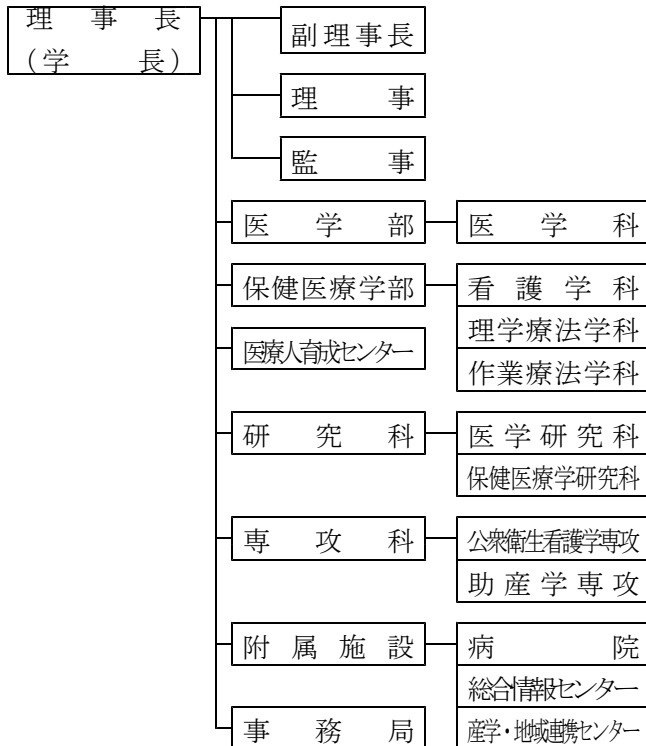 理事長
（学長）
副理事長
理事
監事
医学部
医学科
保健医療学部
看護学科
理学療法学科
作業療法学科
医療人育成センター
研究科
医学研究科
保健医療学研究科
専攻科
公衆衛生看護学専攻
助産学専攻
附属施設
病院
総合情報センター
産学・地域連携センター
事務局